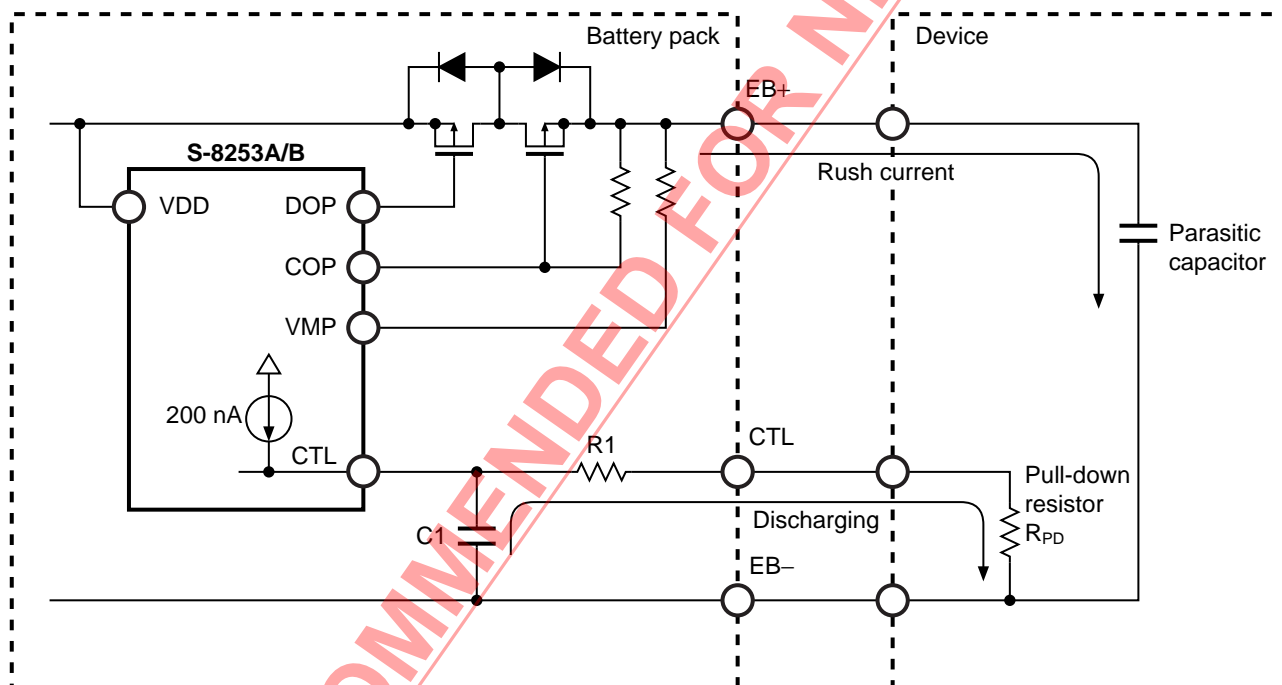 Battery pack
Device
EB+
S-8253A/B
Rush current
VDD
DOP
COP
VMP
Parasitic
capacitor
200 nA
CTL
R1
CTL
Pull-down
resistor
RPD
C1
Discharging
EB–
OMMENDED FOR N